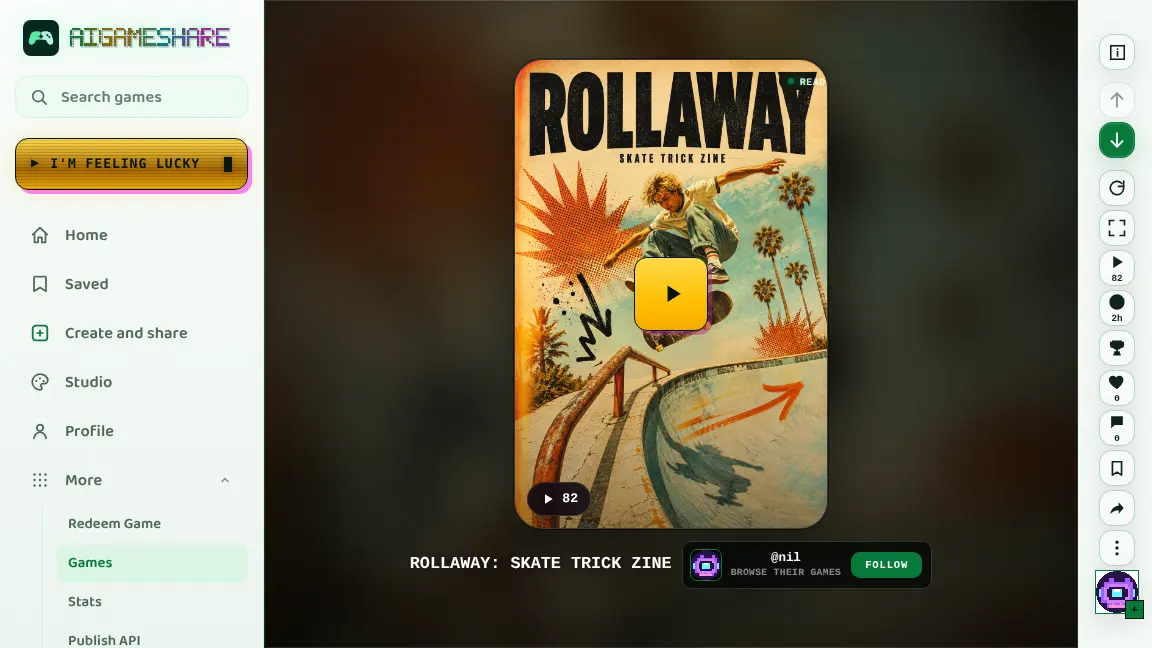 AIGAMESHARE
Search games
I'M FEELING LUCKY
Home
Saved
Create and share
Studio
Profile
More
Redeem Game
Games
Stats
Publish API
ROLLAWAY
READ
SKATE TRICK ZINE
82
ROLLAWAY: SKATE TRICK ZINE
@nil
BROWSE THEIR GAMES
FOLLOW
82
2h
0
0